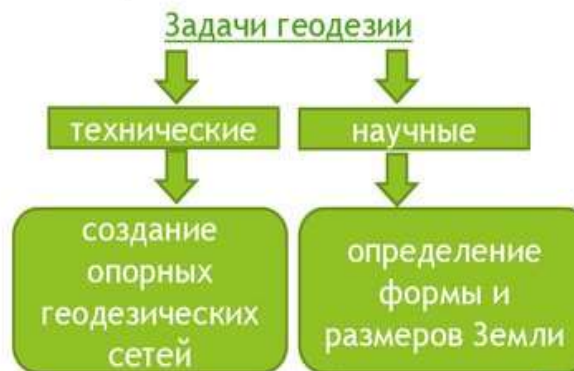 Задачи геодезии
технические
научные
создание
опорных
геодезических
сетей
определение
формы и
размеров Земли